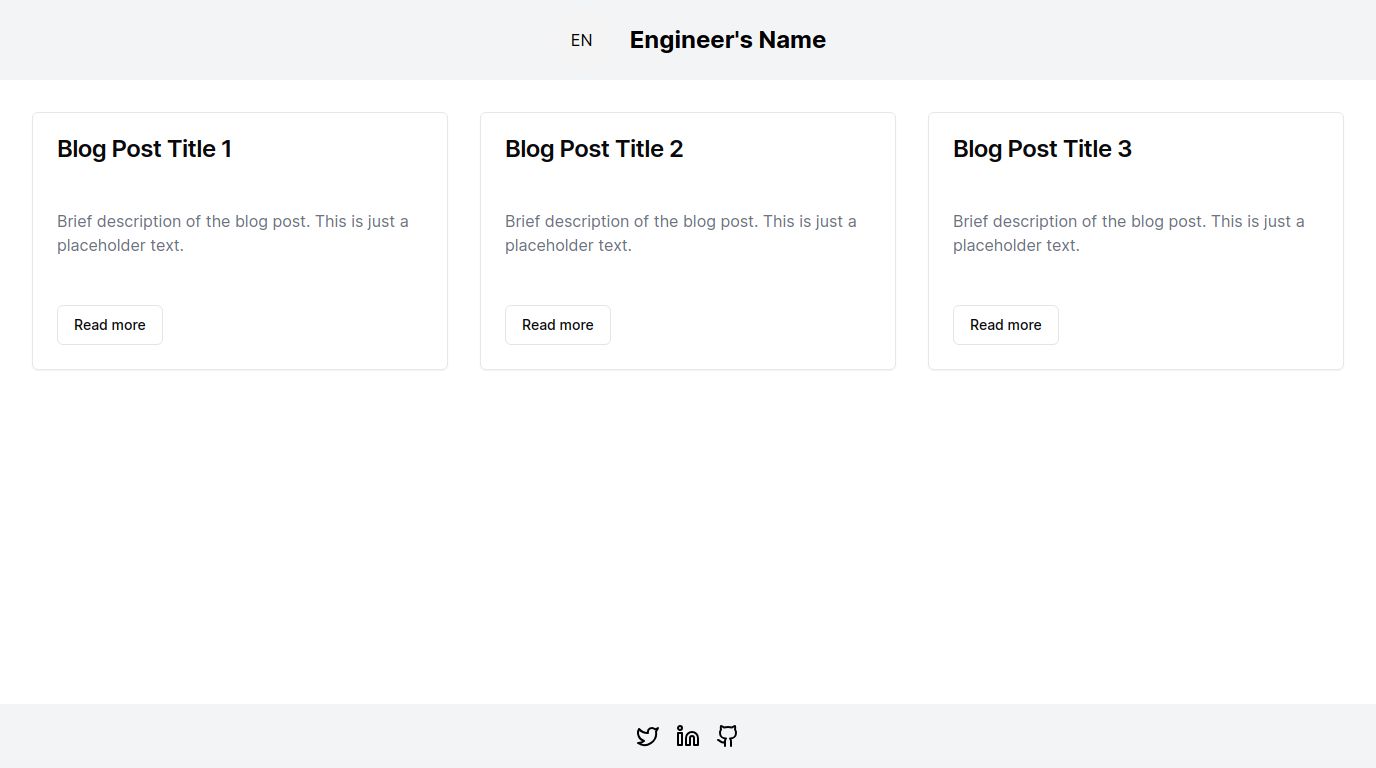 EN
Engineer's Name
Blog Post Title 1
Brief description of the blog post. This is just a
placeholder text.
Read more
Blog Post Title 2
Brief description of the blog post. This is just a
placeholder text.
Read more
Blog Post Title 3
Brief description of the blog post. This is just a
placeholder text.
Read more